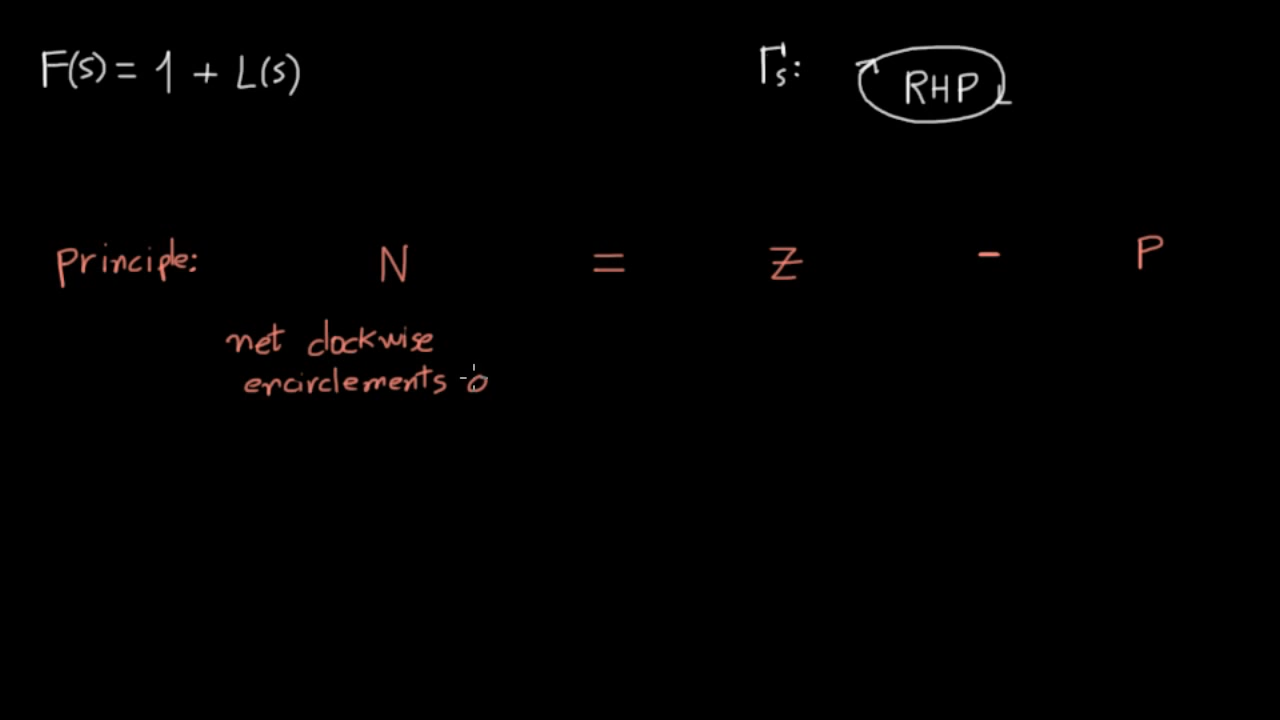 F(s) = 1 + L(s)
Γs: RHP
Principle: N = Z - P
net clockwise
encirclements o